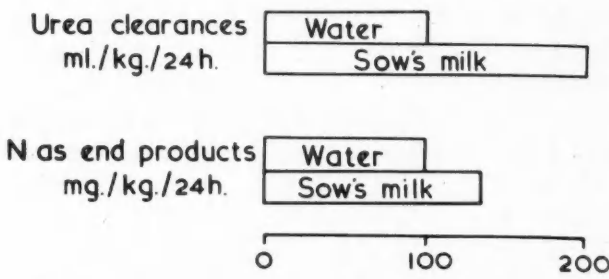 Urea clearances
ml./kg./24h.
Water
Sow's milk
N as end products
mg./kg./24h.
Water
Sow's milk
0 100 200